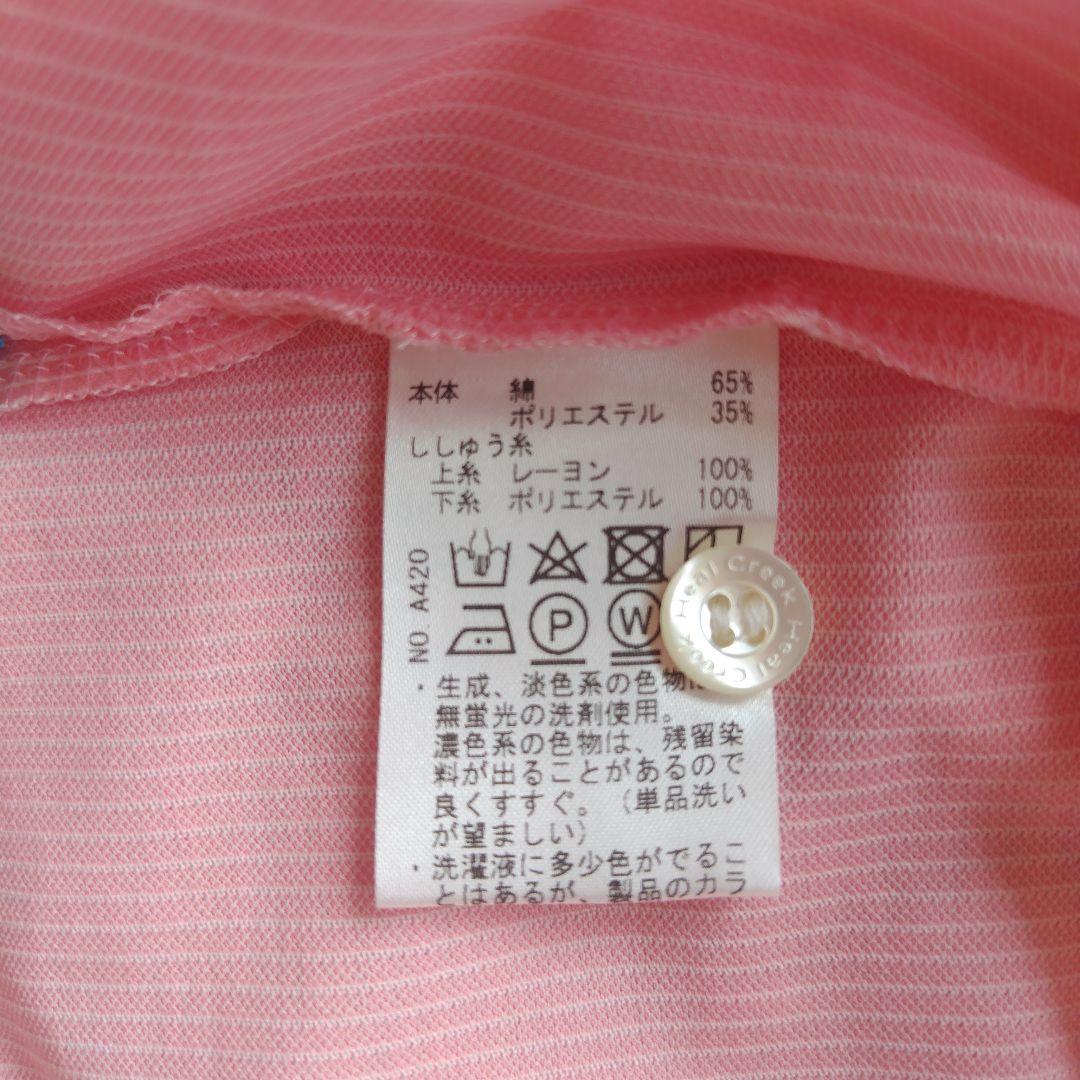 本体 綿 65%
ポリエステル 35%
ししゅう糸
上糸 レーヨン 100%
下糸 ポリエステル 100%
NO. A420
P
W
Heal Creek Heal Creek
・生成、淡色系の色物は
無蛍光の洗剤使用。
濃色系の色物は、残留染
料が出ることがあるので
良くすすぐ。（単品洗い
が望ましい）
・洗濯液に多少色がでるこ
とはあるが、製品のカラ